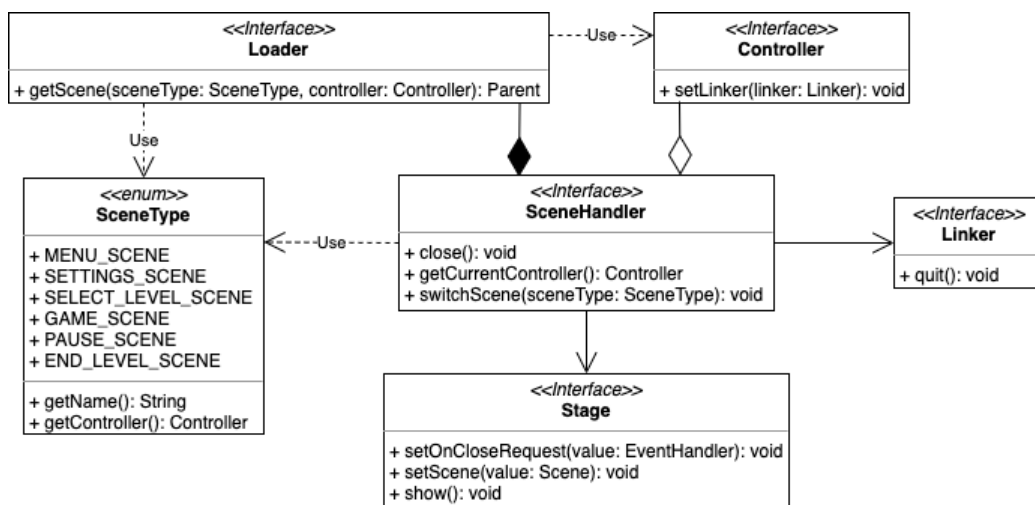 <<Interface>>
Loader
+ getScene(sceneType: SceneType, controller: Controller): Parent
Use
<<Interface>>
Controller
+ setLinker(linker: Linker): void
Use
<<enum>>
SceneType
+ MENU_SCENE
+ SETTINGS_SCENE
+ SELECT_LEVEL_SCENE
+ GAME_SCENE
+ PAUSE_SCENE
+ END_LEVEL_SCENE
+ getName(): String
+ getController(): Controller
Use
<<Interface>>
SceneHandler
+ close(): void
+ getCurrentController(): Controller
+ switchScene(sceneType: SceneType): void
<<Interface>>
Linker
+ quit(): void
<<Interface>>
Stage
+ setOnCloseRequest(value: EventHandler): void
+ setScene(value: Scene): void
+ show(): void